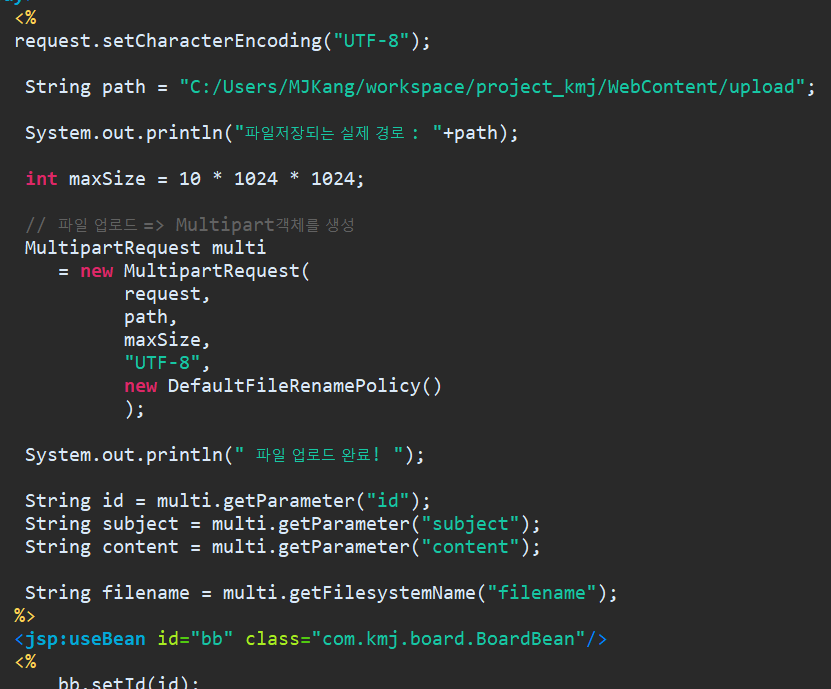 <%
request.setCharacterEncoding("UTF-8");
String path = "C:/Users/MJKang/workspace/project_kmj/WebContent/upload";
System.out.println("파일저장되는 실제 경로 : "+path);
int maxSize = 10 * 1024 * 1024;
// 파일 업로드 => Multipart객체를 생성
MultipartRequest multi
= new MultipartRequest(
request,
path,
maxSize,
"UTF-8",
new DefaultFileRenamePolicy()
);
System.out.println(" 파일 업로드 완료! ");
String id = multi.getParameter("id");
String subject = multi.getParameter("subject");
String content = multi.getParameter("content");
String filename = multi.getFilesystemName("filename");
%>
<jsp:useBean id="bb" class="com.kmj.board.BoardBean"/>
<%
bb.setId(id);